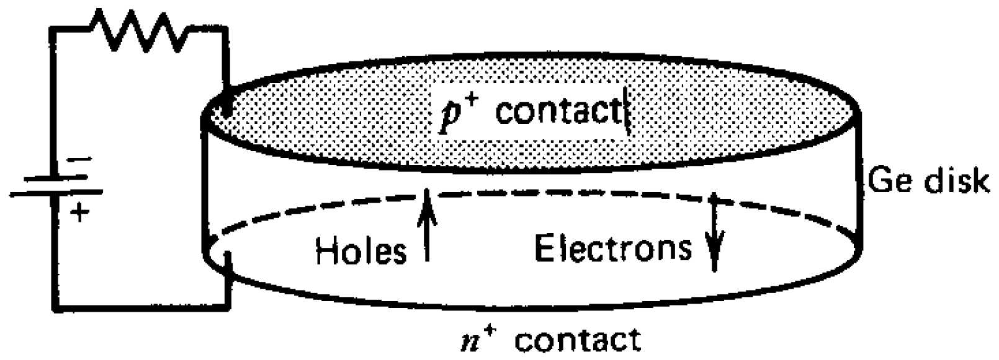 p⁺ contact
−
+
Ge disk
Holes
Electrons
n⁺ contact